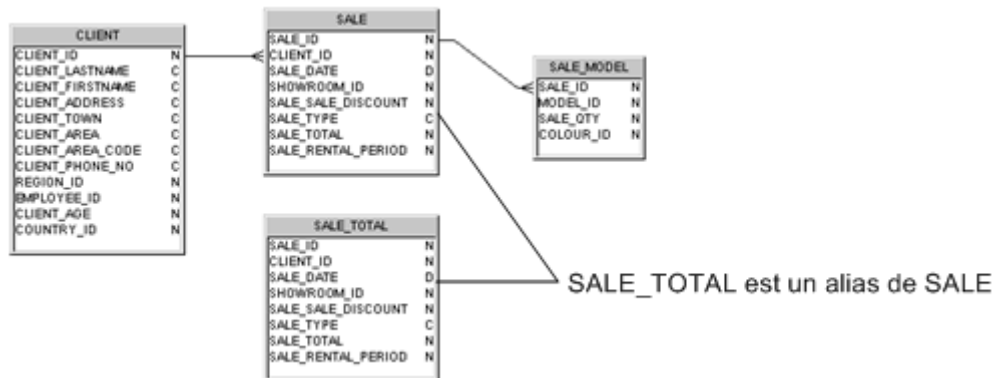 CLIENT
CLIENT_ID N
CLIENT_LASTNAME C
CLIENT_FIRSTNAME C
CLIENT_ADDRESS C
CLIENT_TOWN C
CLIENT_AREA C
CLIENT_AREA_CODE C
CLIENT_PHONE_NO C
REGION_ID N
EMPLOYEE_ID N
CLIENT_AGE N
COUNTRY_ID N
SALE
SALE_ID N
CLIENT_ID N
SALE_DATE D
SHOWROOM_ID N
SALE_SALE_DISCOUNT N
SALE_TYPE C
SALE_TOTAL N
SALE_RENTAL_PERIOD N
SALE_MODEL
SALE_ID N
MODEL_ID N
SALE_QTY N
COLOUR_ID N
SALE_TOTAL
SALE_ID N
CLIENT_ID N
SALE_DATE D
SHOWROOM_ID N
SALE_SALE_DISCOUNT N
SALE_TYPE C
SALE_TOTAL N
SALE_RENTAL_PERIOD N
SALE_TOTAL est un alias de SALE